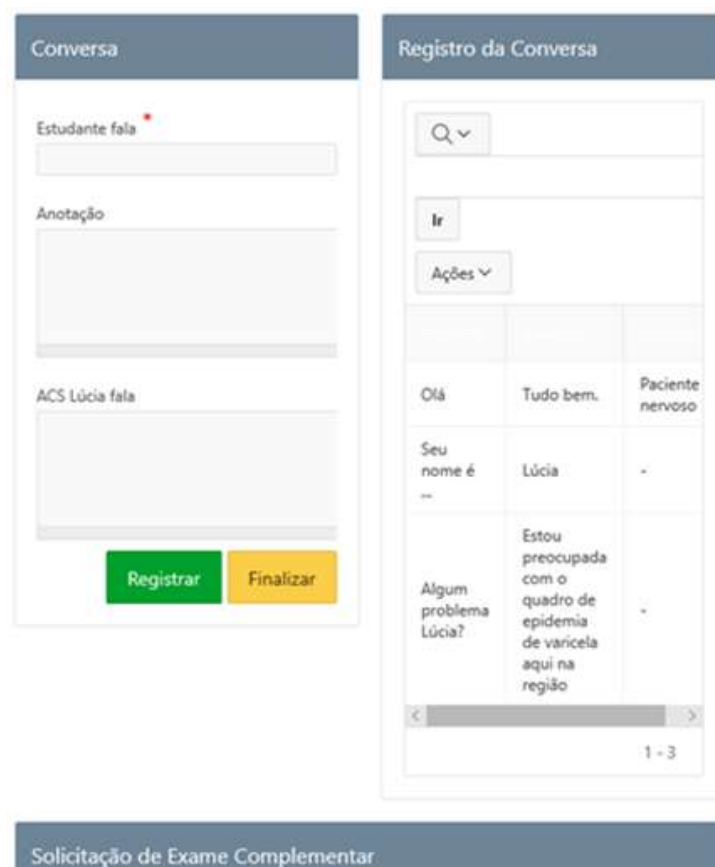 Conversa
Estudante fala *
Anotação
ACS Lúcia fala
Registrar
Finalizar
Registro da Conversa
Ir
Ações
Olá
Tudo bem.
Paciente
nervoso
Seu
nome é
...
Lúcia
-
Algum
problema
Lúcia?
Estou
preocupada
com o
quadro de
epidemia
de varicela
aqui na
região
-
1 - 3
Solicitação de Exame Complementar